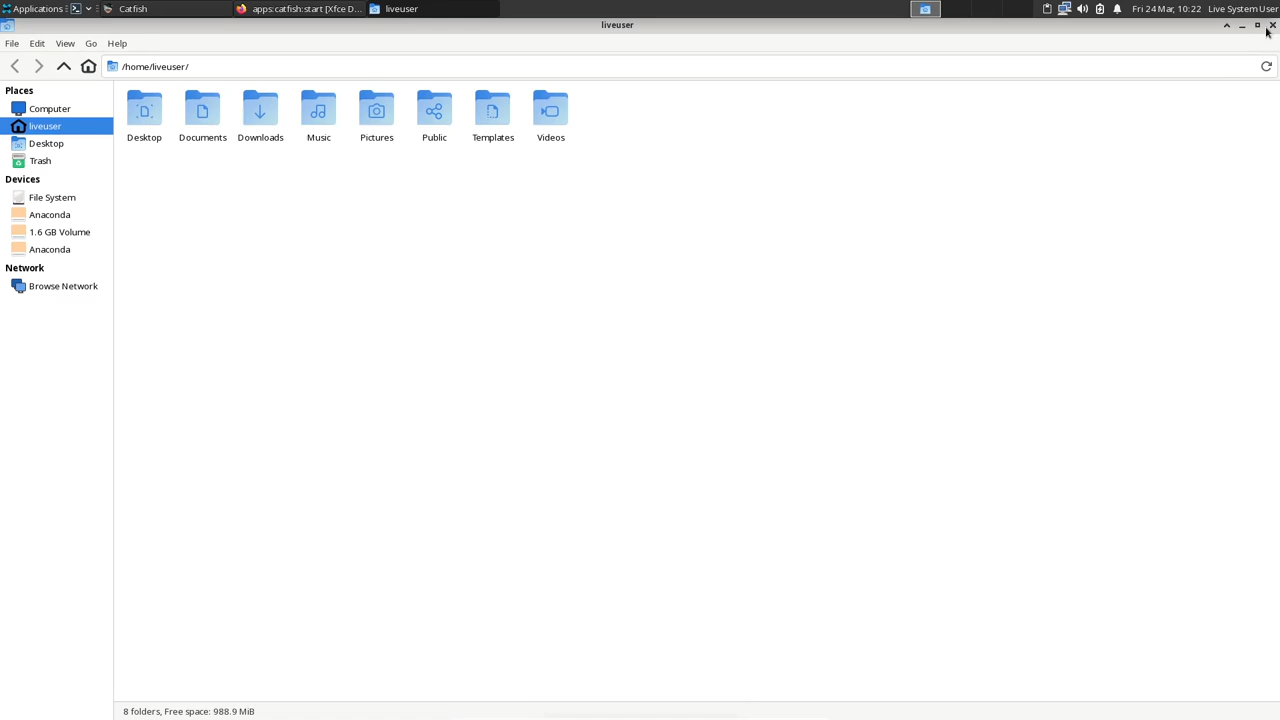 Applications Catfish apps:catfish:start [Xfce D... liveuser Fri 24 Mar, 10:22 Live System User
liveuser
File Edit View Go Help
/home/liveuser/
Places
Computer
liveuser
Desktop
Trash
Devices
File System
Anaconda
1.6 GB Volume
Anaconda
Network
Browse Network
Desktop Documents Downloads Music Pictures Public Templates Videos
8 folders, Free space: 988.9 MiB